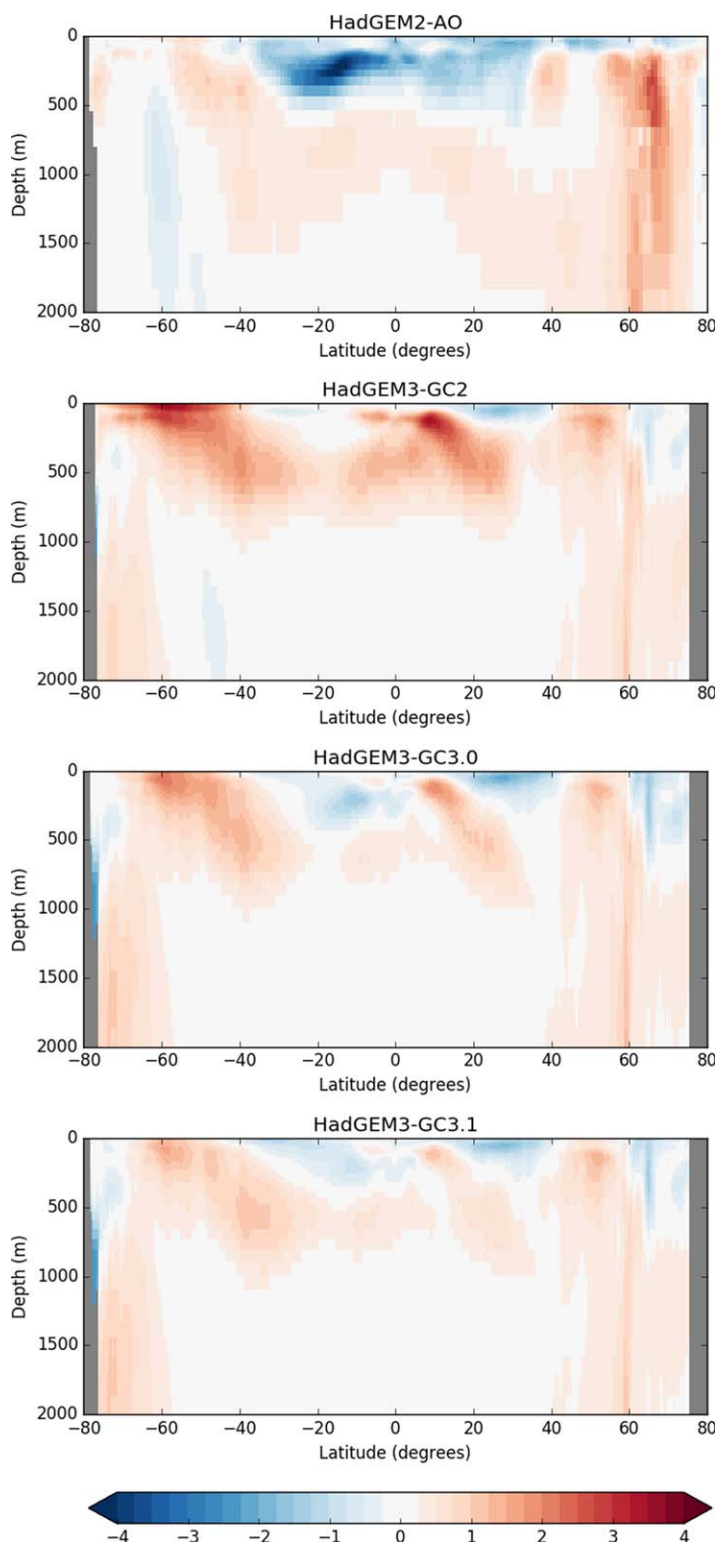 HadGEM2-AO
0
500
1000
1500
2000
Depth (m)
−80 −60 −40 −20 0 20 40 60 80
Latitude (degrees)
HadGEM3-GC2
0
500
1000
1500
2000
Depth (m)
−80 −60 −40 −20 0 20 40 60 80
Latitude (degrees)
HadGEM3-GC3.0
0
500
1000
1500
2000
Depth (m)
−80 −60 −40 −20 0 20 40 60 80
Latitude (degrees)
HadGEM3-GC3.1
0
500
1000
1500
2000
Depth (m)
−80 −60 −40 −20 0 20 40 60 80
Latitude (degrees)
−4 −3 −2 −1 0 1 2 3 4